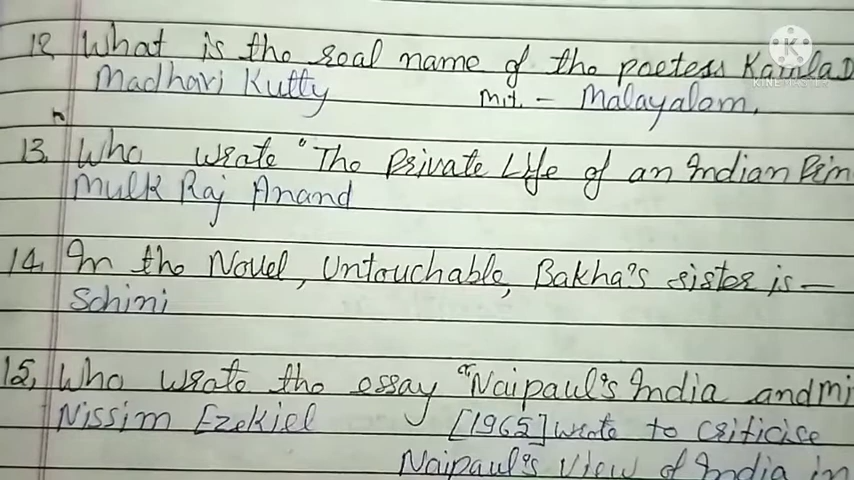 12, What is the real name of the poetess Kamla D
Madhavi Kutty m.t. - Malayalam.
13. Who wrote "The Private Life of an Indian Prin
Mulk Raj Anand
14. In the Novel, Untouchable, Bakha's sister is —
Sohini
15, Who wrote the essay "Naipaul's India and mi
Nissim Ezekiel [1965] wrote to criticise
Naipaul's view of India in
K
KINEMASTER